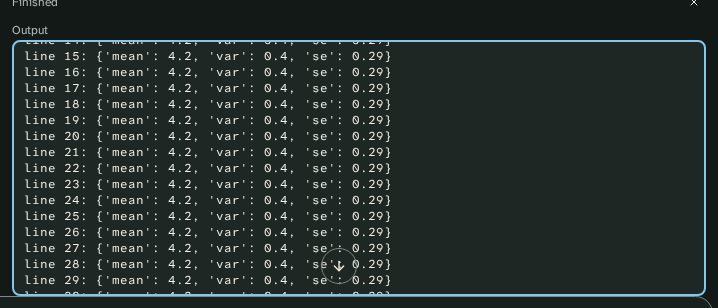 Finished
Output
line 15: {'mean': 4.2, 'var': 0.4, 'se': 0.29}
line 16: {'mean': 4.2, 'var': 0.4, 'se': 0.29}
line 17: {'mean': 4.2, 'var': 0.4, 'se': 0.29}
line 18: {'mean': 4.2, 'var': 0.4, 'se': 0.29}
line 19: {'mean': 4.2, 'var': 0.4, 'se': 0.29}
line 20: {'mean': 4.2, 'var': 0.4, 'se': 0.29}
line 21: {'mean': 4.2, 'var': 0.4, 'se': 0.29}
line 22: {'mean': 4.2, 'var': 0.4, 'se': 0.29}
line 23: {'mean': 4.2, 'var': 0.4, 'se': 0.29}
line 24: {'mean': 4.2, 'var': 0.4, 'se': 0.29}
line 25: {'mean': 4.2, 'var': 0.4, 'se': 0.29}
line 26: {'mean': 4.2, 'var': 0.4, 'se': 0.29}
line 27: {'mean': 4.2, 'var': 0.4, 'se': 0.29}
line 28: {'mean': 4.2, 'var': 0.4, 'se': 0.29}
line 29: {'mean': 4.2, 'var': 0.4, 'se': 0.29}